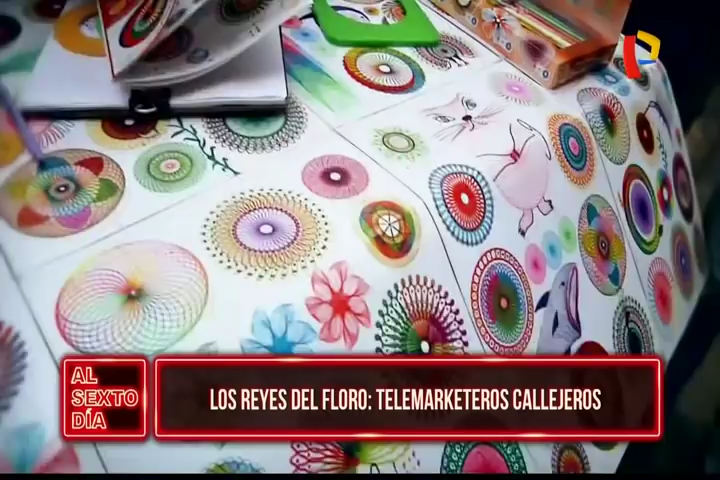 AL
SEXTO
DÍA
LOS REYES DEL FLORO: TELEMARKETEROS CALLEJEROS